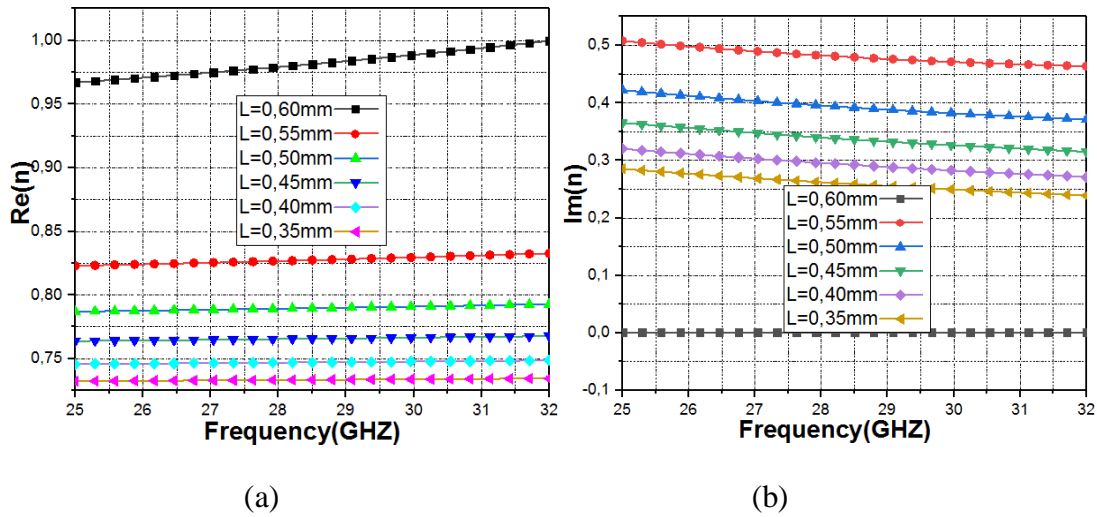 1,00
0,95
0,90
0,85
0,80
0,75
Re(n)
L=0,60mm
L=0,55mm
L=0,50mm
L=0,45mm
L=0,40mm
L=0,35mm
25 26 27 28 29 30 31 32
Frequency(GHZ)
(a)
0,5
0,4
0,3
0,2
0,1
0,0
-0,1
Im(n)
L=0,60mm
L=0,55mm
L=0,50mm
L=0,45mm
L=0,40mm
L=0,35mm
25 26 27 28 29 30 31 32
Frequency(GHZ)
(b)